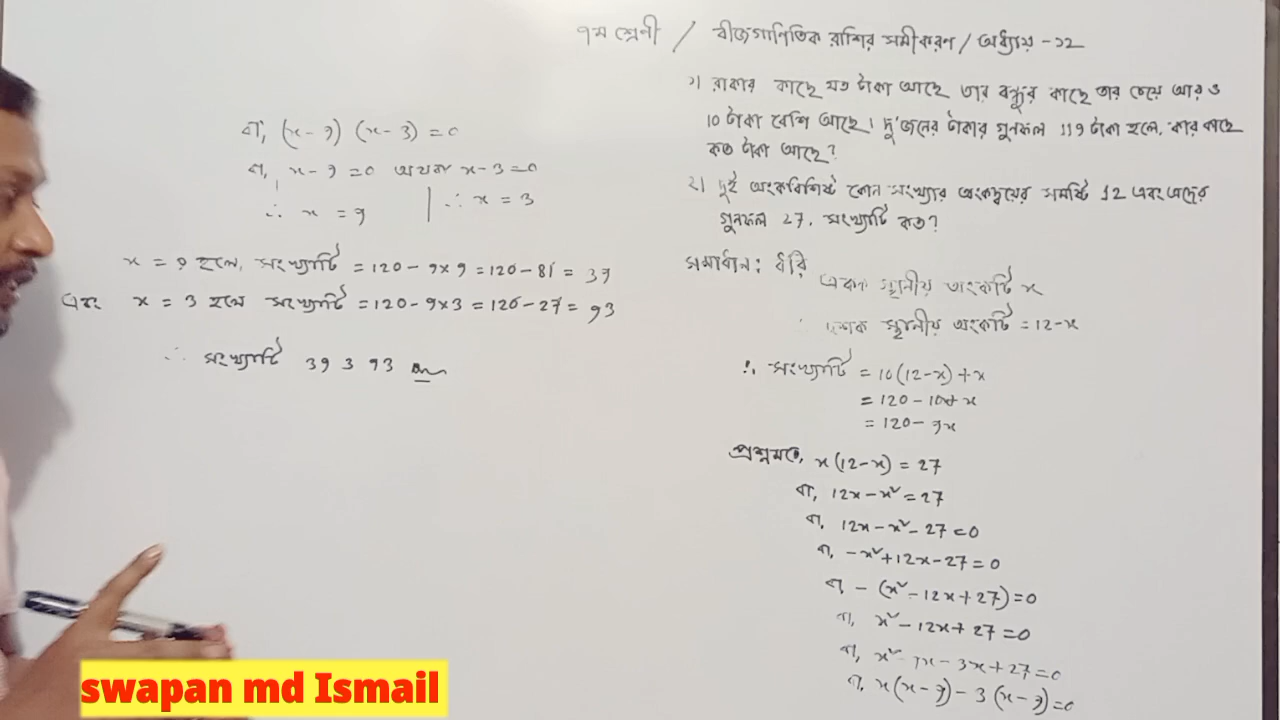 ৭ম শ্রেণী / বীজগাণিতিক রাশির সমীকরণ / অধ্যায় - ১২
১) রাকার কাছে যত টাকা আছে তার বন্ধুর কাছে তার চেয়ে আর ও
10 টাকা বেশি আছে। দু'জনের টাকার গুনফল 119 টাকা হলে, কার কাছে
কত টাকা আছে?
২) দুই অংকবিশিষ্ট কোন সংখ্যার অংকদ্বয়ের সমষ্টি 12 এবং এদের
গুনফল 27, সংখ্যাটি কত?
সমাধান: ধরি
একক স্থানীয় অংকটি x
দশক স্থানীয় অংকটি = 12-x
∴ সংখ্যাটি = 10(12-x)+x
= 120-10x+x
= 120-9x
প্রশ্নমতে, x(12-x) = 27
বা, 12x-x² = 27
বা, 12x-x²-27=0
বা, -x²+12x-27=0
বা, -(x²-12x+27)=0
বা, x²-12x+27=0
বা, x²-9x-3x+27=0
বা, x(x-9)-3(x-9)=0
বা, (x-9)(x-3)=0
বা, x-9=0 অথবা x-3=0
∴ x=9 | ∴ x=3
x=9 হলে, সংখ্যাটি =120-9×9=120-81=39
এবং x=3 হলে সংখ্যাটি =120-9×3=120-27=93
∴ সংখ্যাটি 39 ও 93
swapan md Ismail